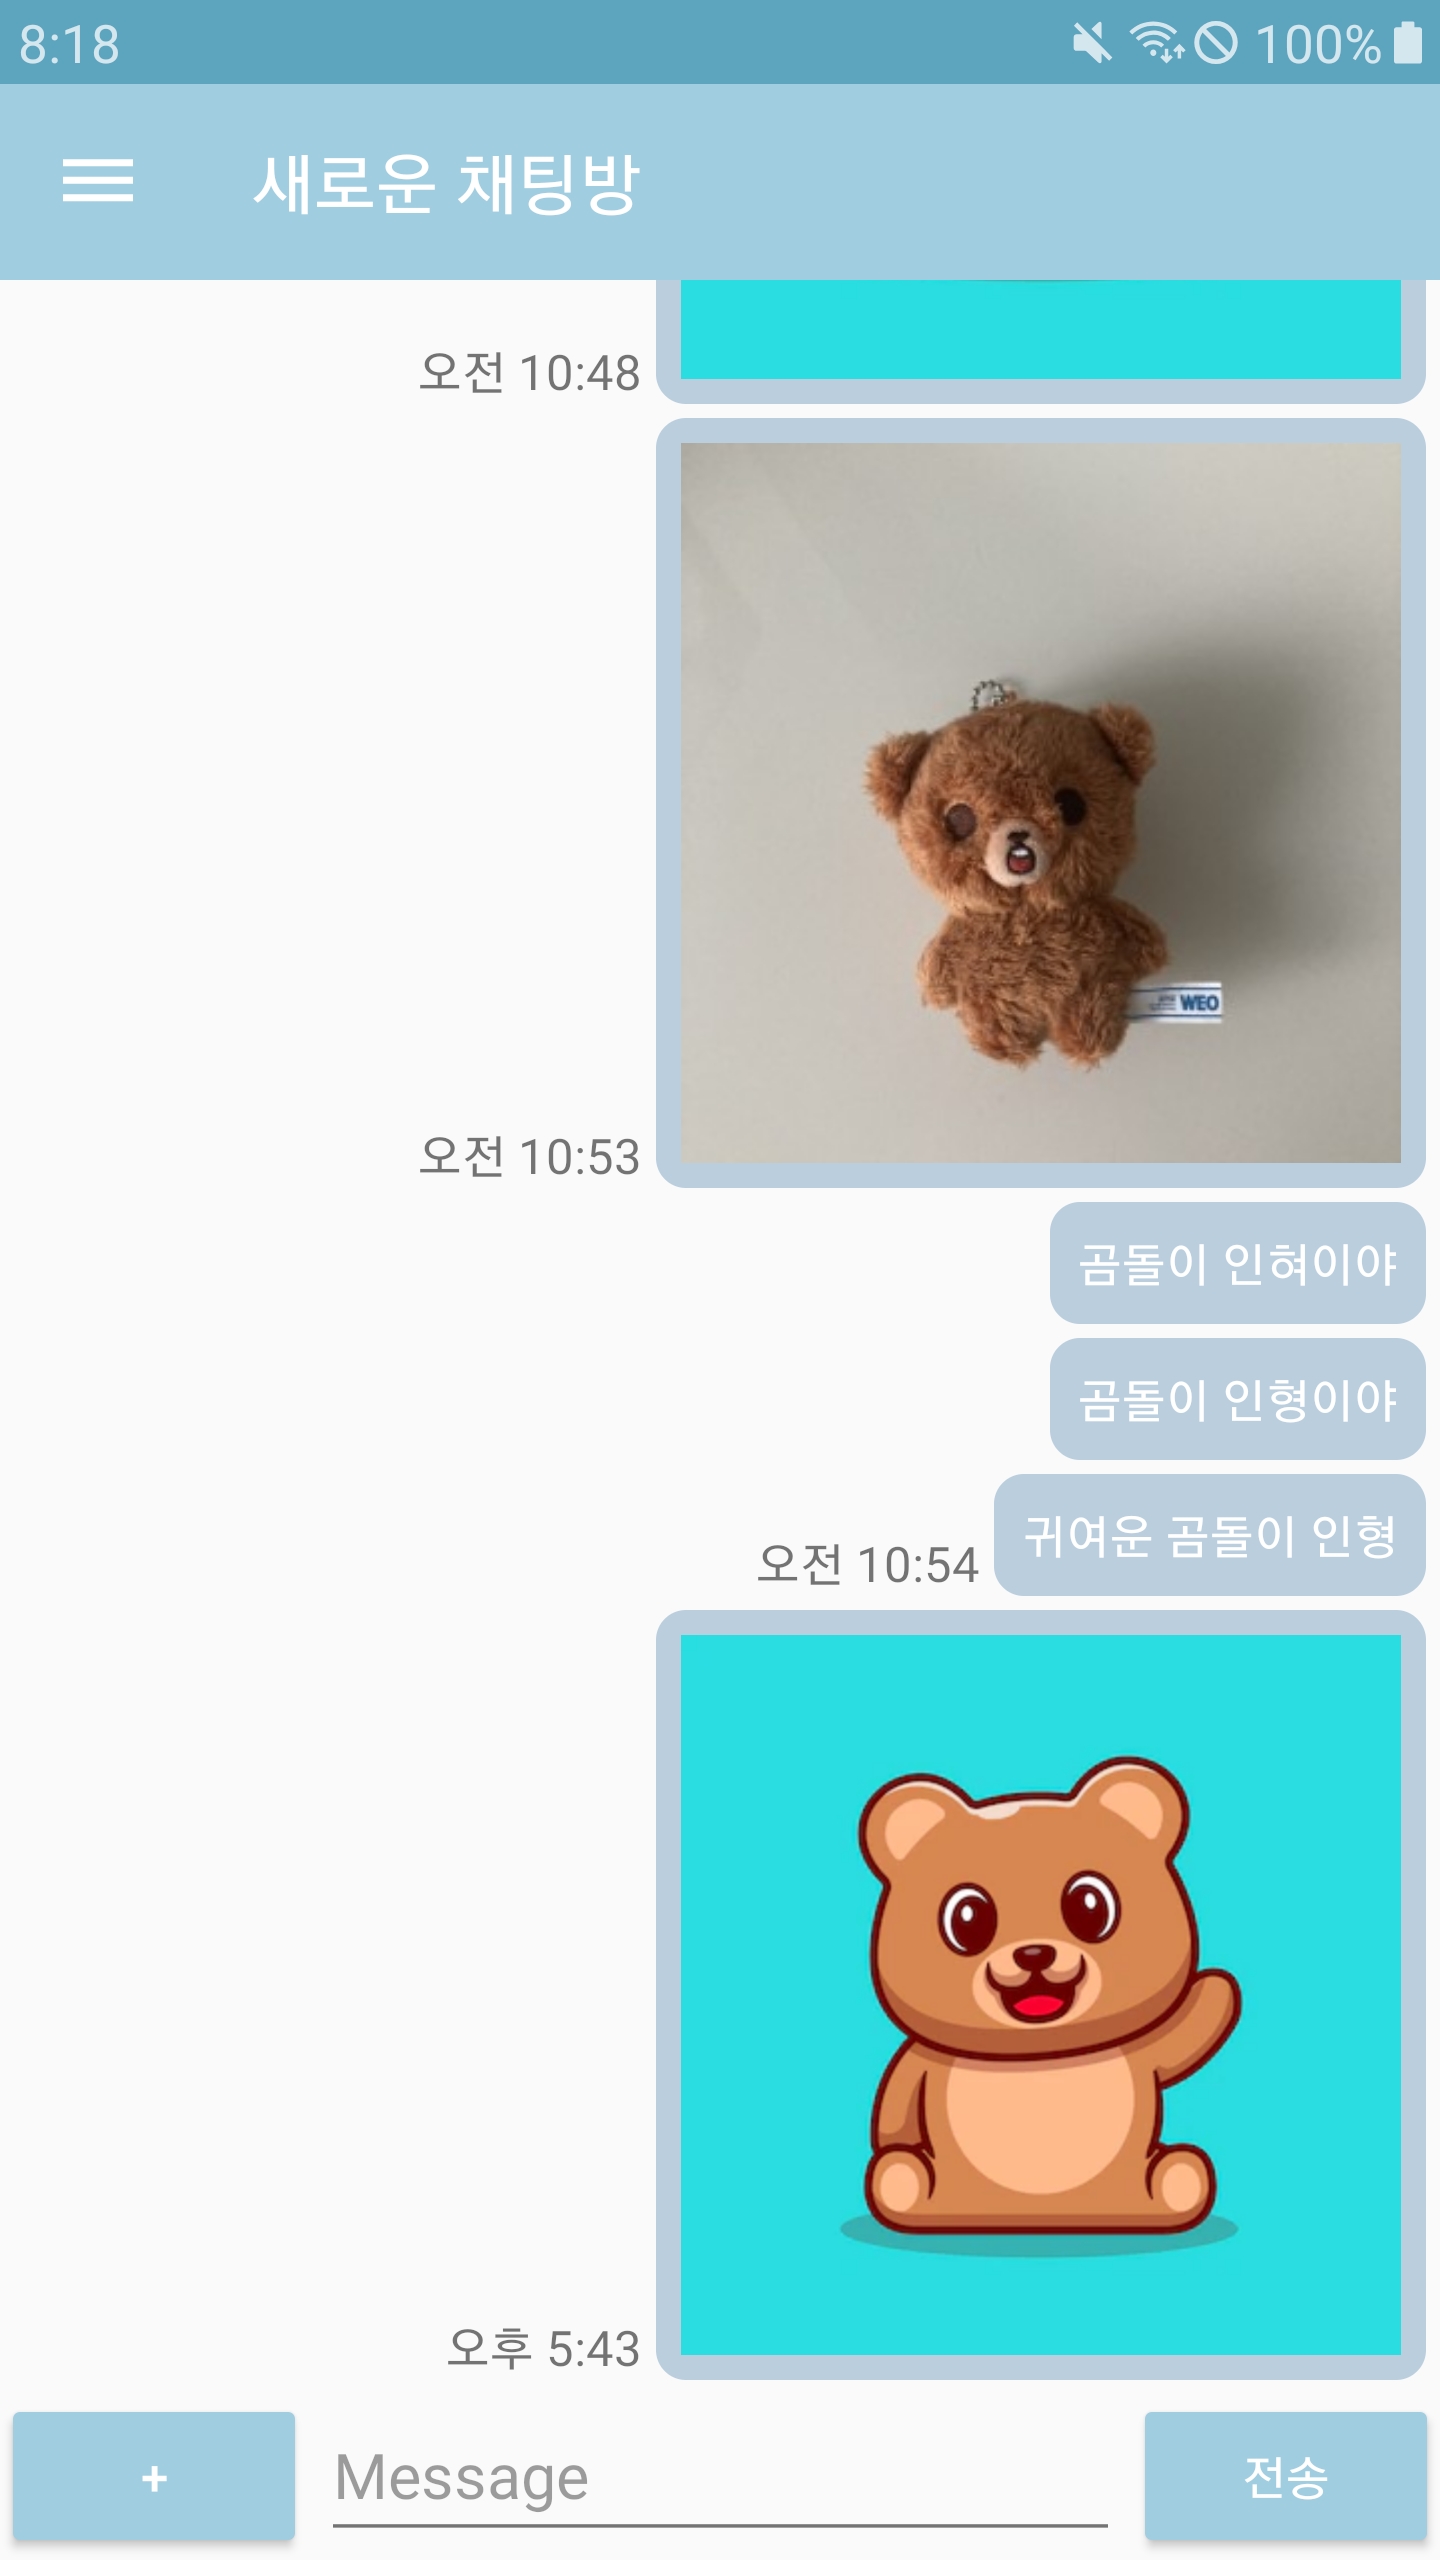 8:18 100%
새로운 채팅방
오전 10:48
WEO
오전 10:53
곰돌이 인혀이야
곰돌이 인형이야
귀여운 곰돌이 인형
오전 10:54
오후 5:43
+ Message 전송